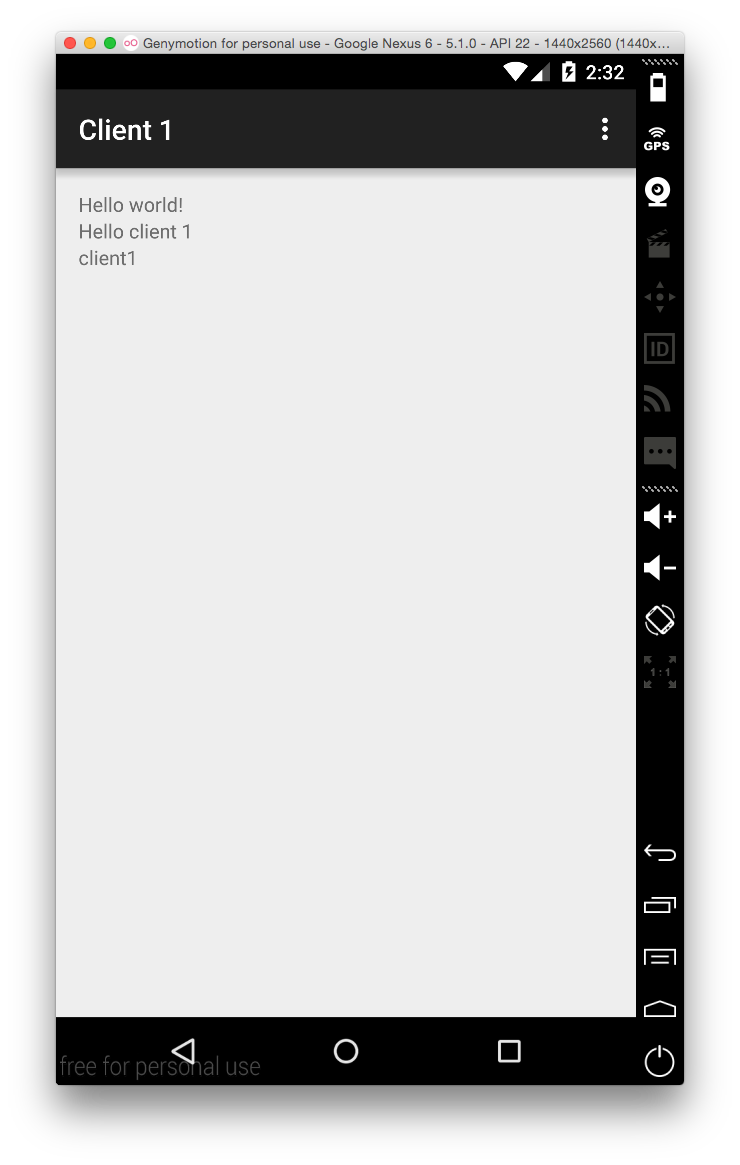 Genymotion for personal use - Google Nexus 6 - 5.1.0 - API 22 - 1440x2560 (1440x...
2:32
Client 1
GPS
Hello world!
Hello client 1
client1
ID
1:1
free for personal use